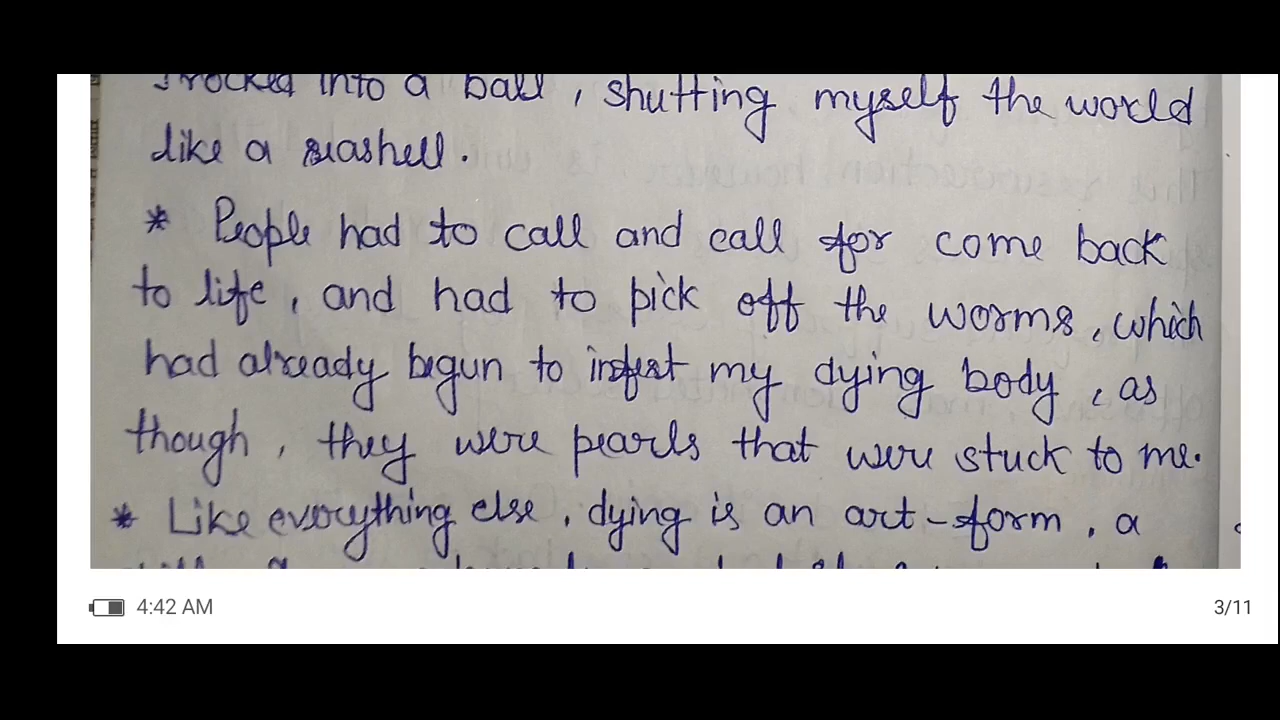 I rocked into a ball, shutting myself the world
like a seashell.
* People had to call and call for come back
to life, and had to pick off the worms, which
had already begun to infest my dying body, as
though, they were pearls that were stuck to me.
* Like everything else, dying is an art-form, a
4:42 AM
3/11